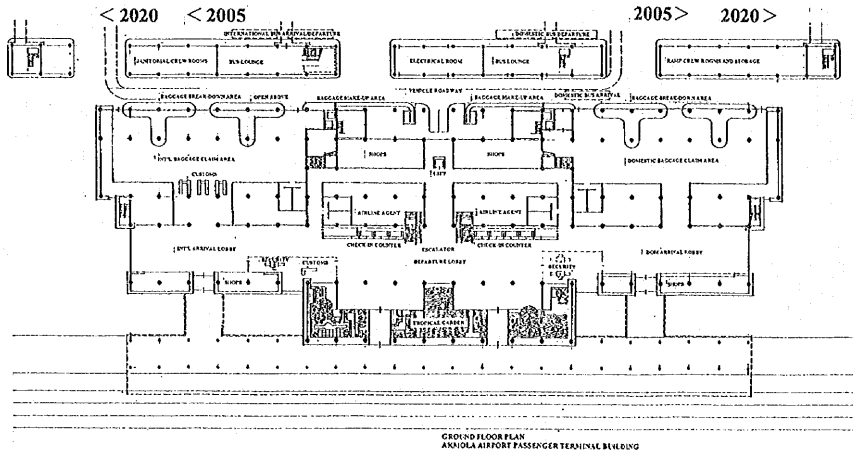 < 2020 < 2005 2005 > 2020 >
INTERNATIONAL BUS ARRIVAL/DEPARTURE
DOMESTIC BUS DEPARTURE
JANITORIAL CREW ROOMS BUS LOUNGE ELECTRICAL ROOM BUS LOUNGE RAMP CREW ROOMS AND STORAGE
VEHICLE ROADWAY
BAGGAGE BREAK-DOWN AREA OPEN ABOVE BAGGAGE MAKE-UP AREA BAGGAGE MAKE-UP AREA DOMESTIC BUS ARRIVAL BAGGAGE BREAK-DOWN AREA
INT'L BAGGAGE CLAIM AREA SHOPS SHOPS DOMESTIC BAGGAGE CLAIM AREA
LIFT
CUSTOMS
AIRLINE AGENT AIRLINE AGENT
CHECK IN COUNTER ESCALATOR CHECK IN COUNTER
INT'L ARRIVAL LOBBY DEPARTURE LOBBY DOM ARRIVAL LOBBY
SECURITY CUSTOMS SECURITY
SHOPS SHOPS
TROPICAL GARDEN
GROUND FLOOR PLAN
AKMOLA AIRPORT PASSENGER TERMINAL BUILDING